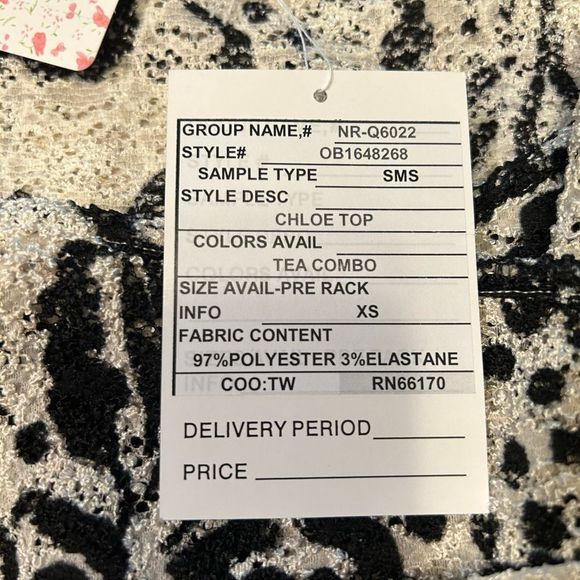 GROUP NAME,# NR-Q6022
STYLE# OB1648268
SAMPLE TYPE SMS
STYLE DESC
CHLOE TOP
COLORS AVAIL
TEA COMBO
SIZE AVAIL-PRE RACK
INFO XS
FABRIC CONTENT
97%POLYESTER 3%ELASTANE
COO:TW RN66170
DELIVERY PERIOD
PRICE